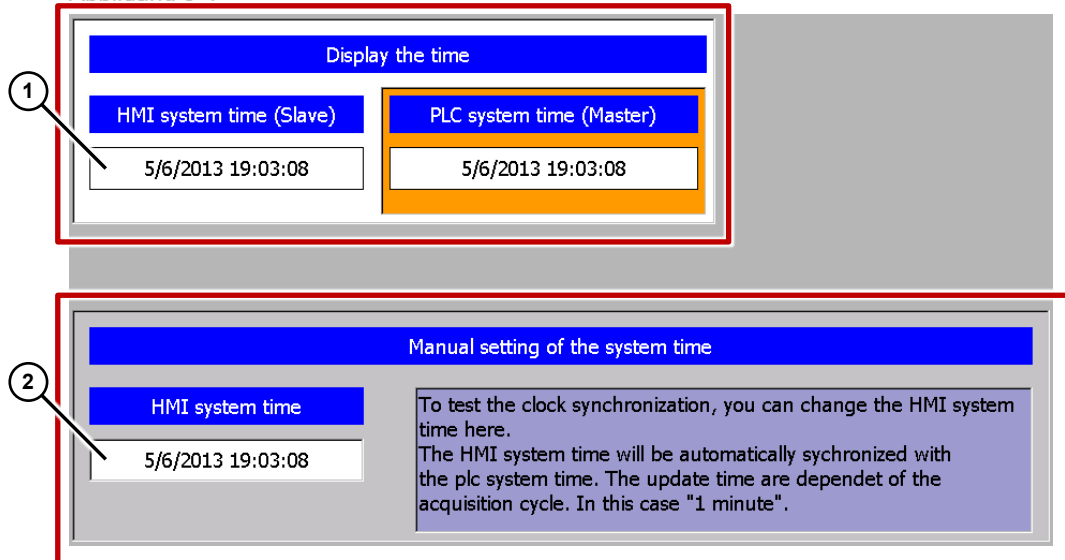 Display the time
1
HMI system time (Slave)
PLC system time (Master)
5/6/2013 19:03:08
5/6/2013 19:03:08
Manual setting of the system time
2
HMI system time
5/6/2013 19:03:08
To test the clock synchronization, you can change the HMI system
time here.
The HMI system time will be automatically sychronized with
the plc system time. The update time are dependet of the
acquisition cycle. In this case "1 minute".